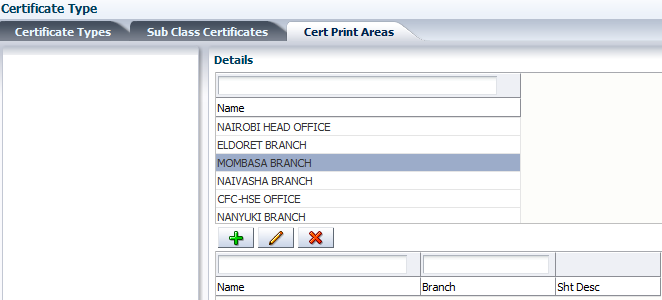 Certificate Type
Certificate Types Sub Class Certificates Cert Print Areas
Details
Name
NAIROBI HEAD OFFICE
ELDORET BRANCH
MOMBASA BRANCH
NAIVASHA BRANCH
CFC-HSE OFFICE
NANYUKI BRANCH
Name Branch Sht Desc